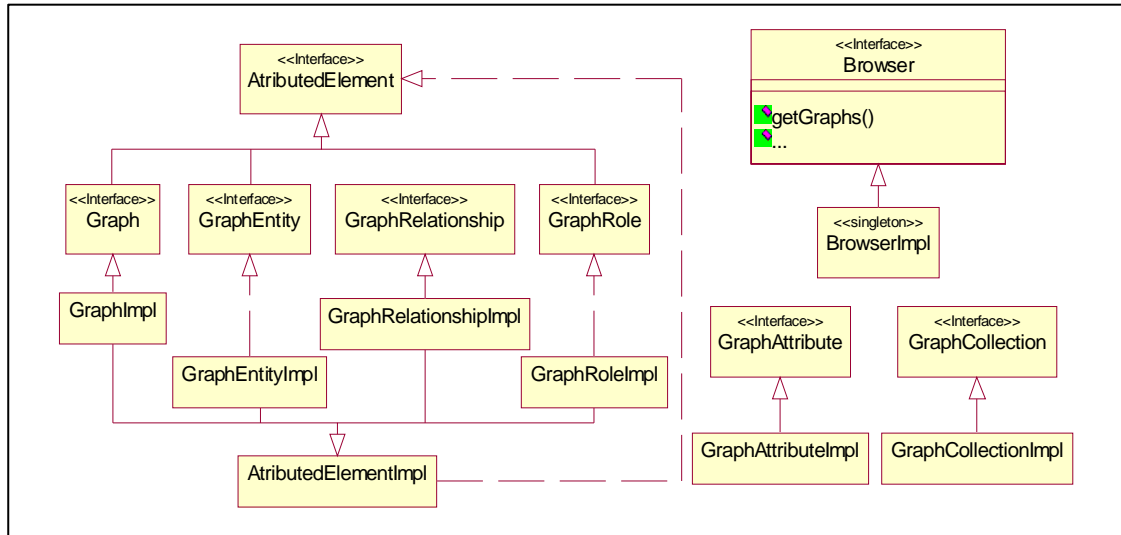 <<Interface>>
AtributedElement
<<Interface>>
Browser
getGraphs()
...
<<Interface>>
Graph
<<Interface>>
GraphEntity
<<Interface>>
GraphRelationship
<<Interface>>
GraphRole
<<singleton>>
BrowserImpl
GraphImpl
GraphRelationshipImpl
<<Interface>>
GraphAttribute
<<Interface>>
GraphCollection
GraphEntityImpl
GraphRoleImpl
GraphAttributeImpl
GraphCollectionImpl
AtributedElementImpl